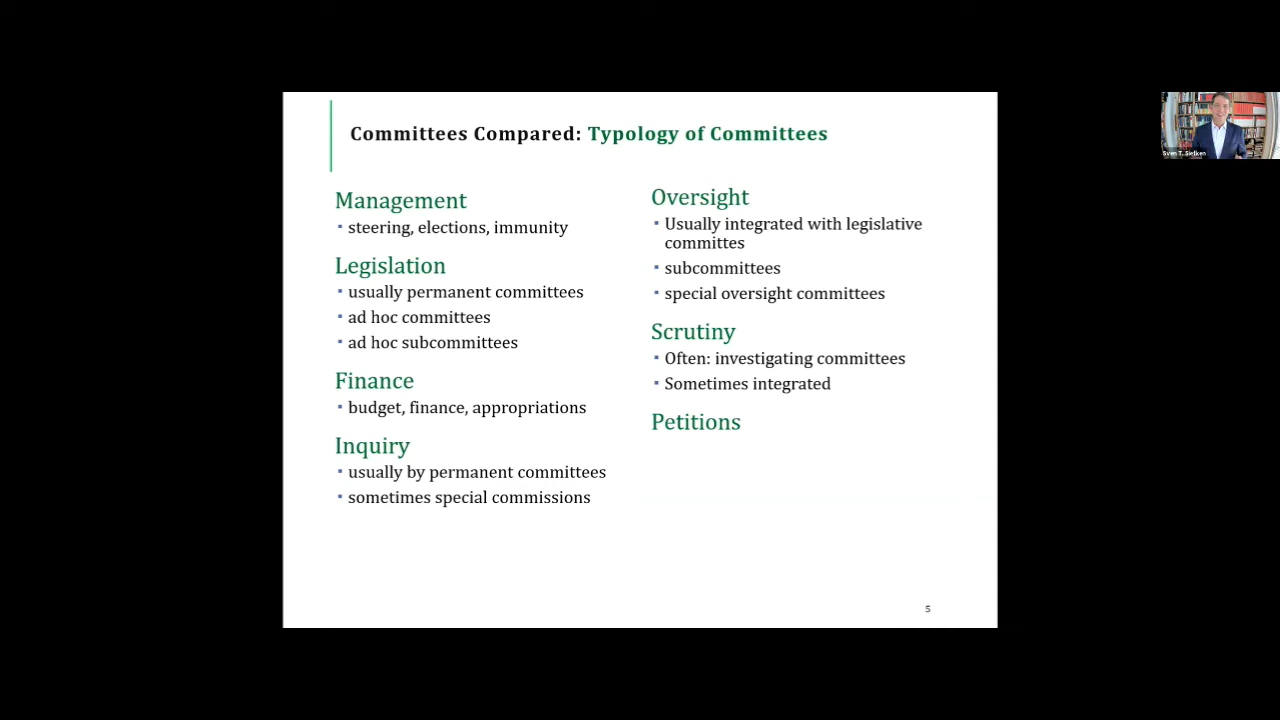 Committees Compared: Typology of Committees
Management
▪ steering, elections, immunity
Legislation
▪ usually permanent committees
▪ ad hoc committees
▪ ad hoc subcommittees
Finance
▪ budget, finance, appropriations
Inquiry
▪ usually by permanent committees
▪ sometimes special commissions
Oversight
▪ Usually integrated with legislative
committes
▪ subcommittees
▪ special oversight committees
Scrutiny
▪ Often: investigating committees
▪ Sometimes integrated
Petitions
5
Sven T. Siefken